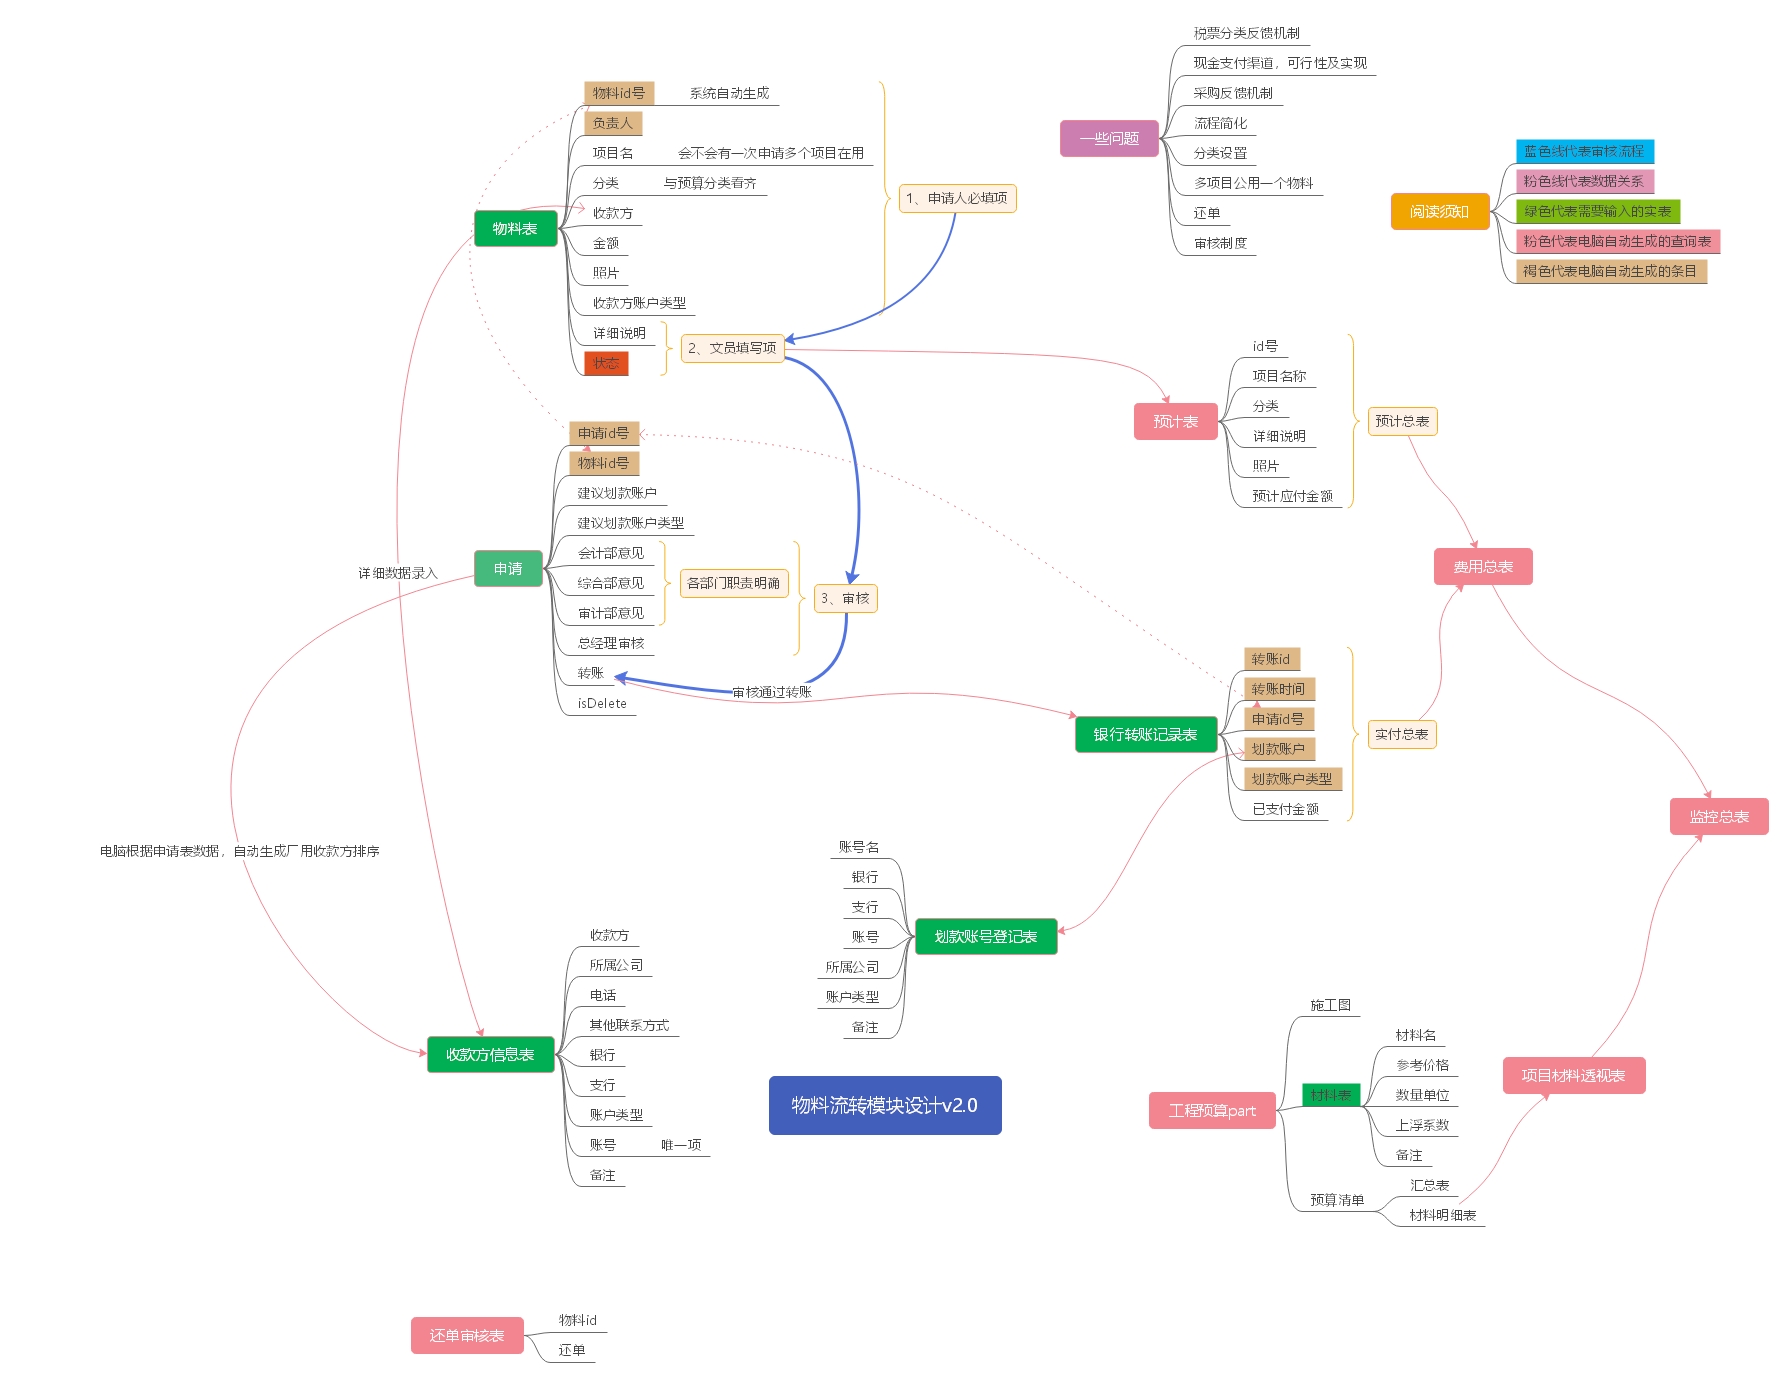 物料表
物料id号
系统自动生成
负责人
项目名
会不会有一次申请多个项目在用
分类
与预算分类看齐
收款方
金额
照片
收款方账户类型
详细说明
状态
1、申请人必填项
2、文员填写项
申请
申请id号
物料id号
建议划款账户
建议划款账户类型
会计部意见
综合部意见
审计部意见
总经理审核
转账
isDelete
各部门职责明确
3、审核
审核通过转账
详细数据录入
电脑根据申请表数据，自动生成厂用收款方排序
收款方信息表
收款方
所属公司
电话
其他联系方式
银行
支行
账户类型
账号
唯一项
备注
还单审核表
物料id
还单
物料流转模块设计v2.0
划款账号登记表
账号名
银行
支行
账号
所属公司
账户类型
备注
一些问题
税票分类反馈机制
现金支付渠道，可行性及实现
采购反馈机制
流程简化
分类设置
多项目公用一个物料
还单
审核制度
阅读须知
蓝色线代表审核流程
粉色线代表数据关系
绿色代表需要输入的实表
粉色代表电脑自动生成的查询表
褐色代表电脑自动生成的条目
预计表
id号
项目名称
分类
详细说明
照片
预计应付金额
预计总表
费用总表
银行转账记录表
转账id
转账时间
申请id号
划款账户
划款账户类型
已支付金额
实付总表
监控总表
项目材料透视表
工程预算part
施工图
材料表
材料名
参考价格
数量单位
上浮系数
备注
预算清单
汇总表
材料明细表